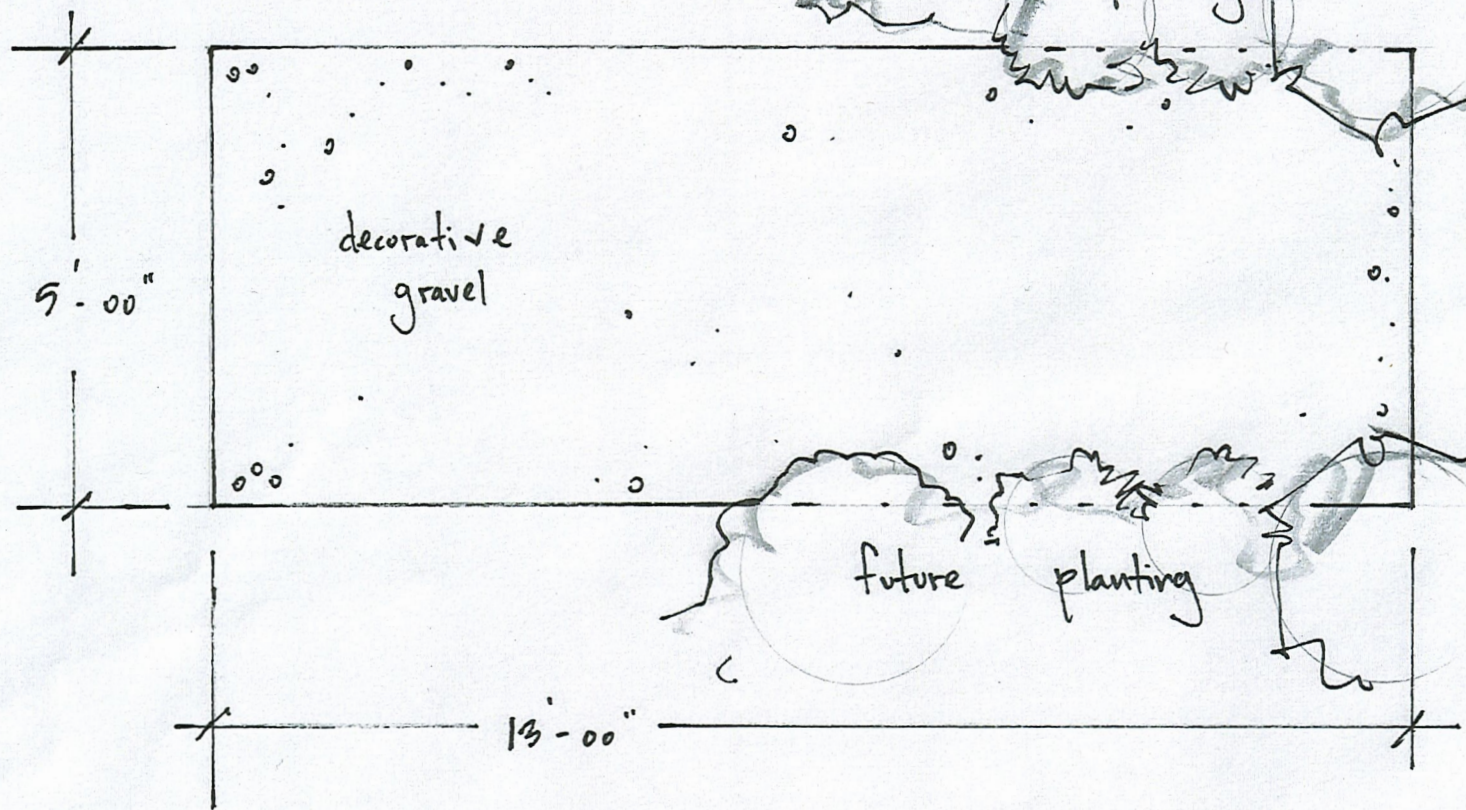 decorative
gravel
5'-00"
future planting
13'-00"